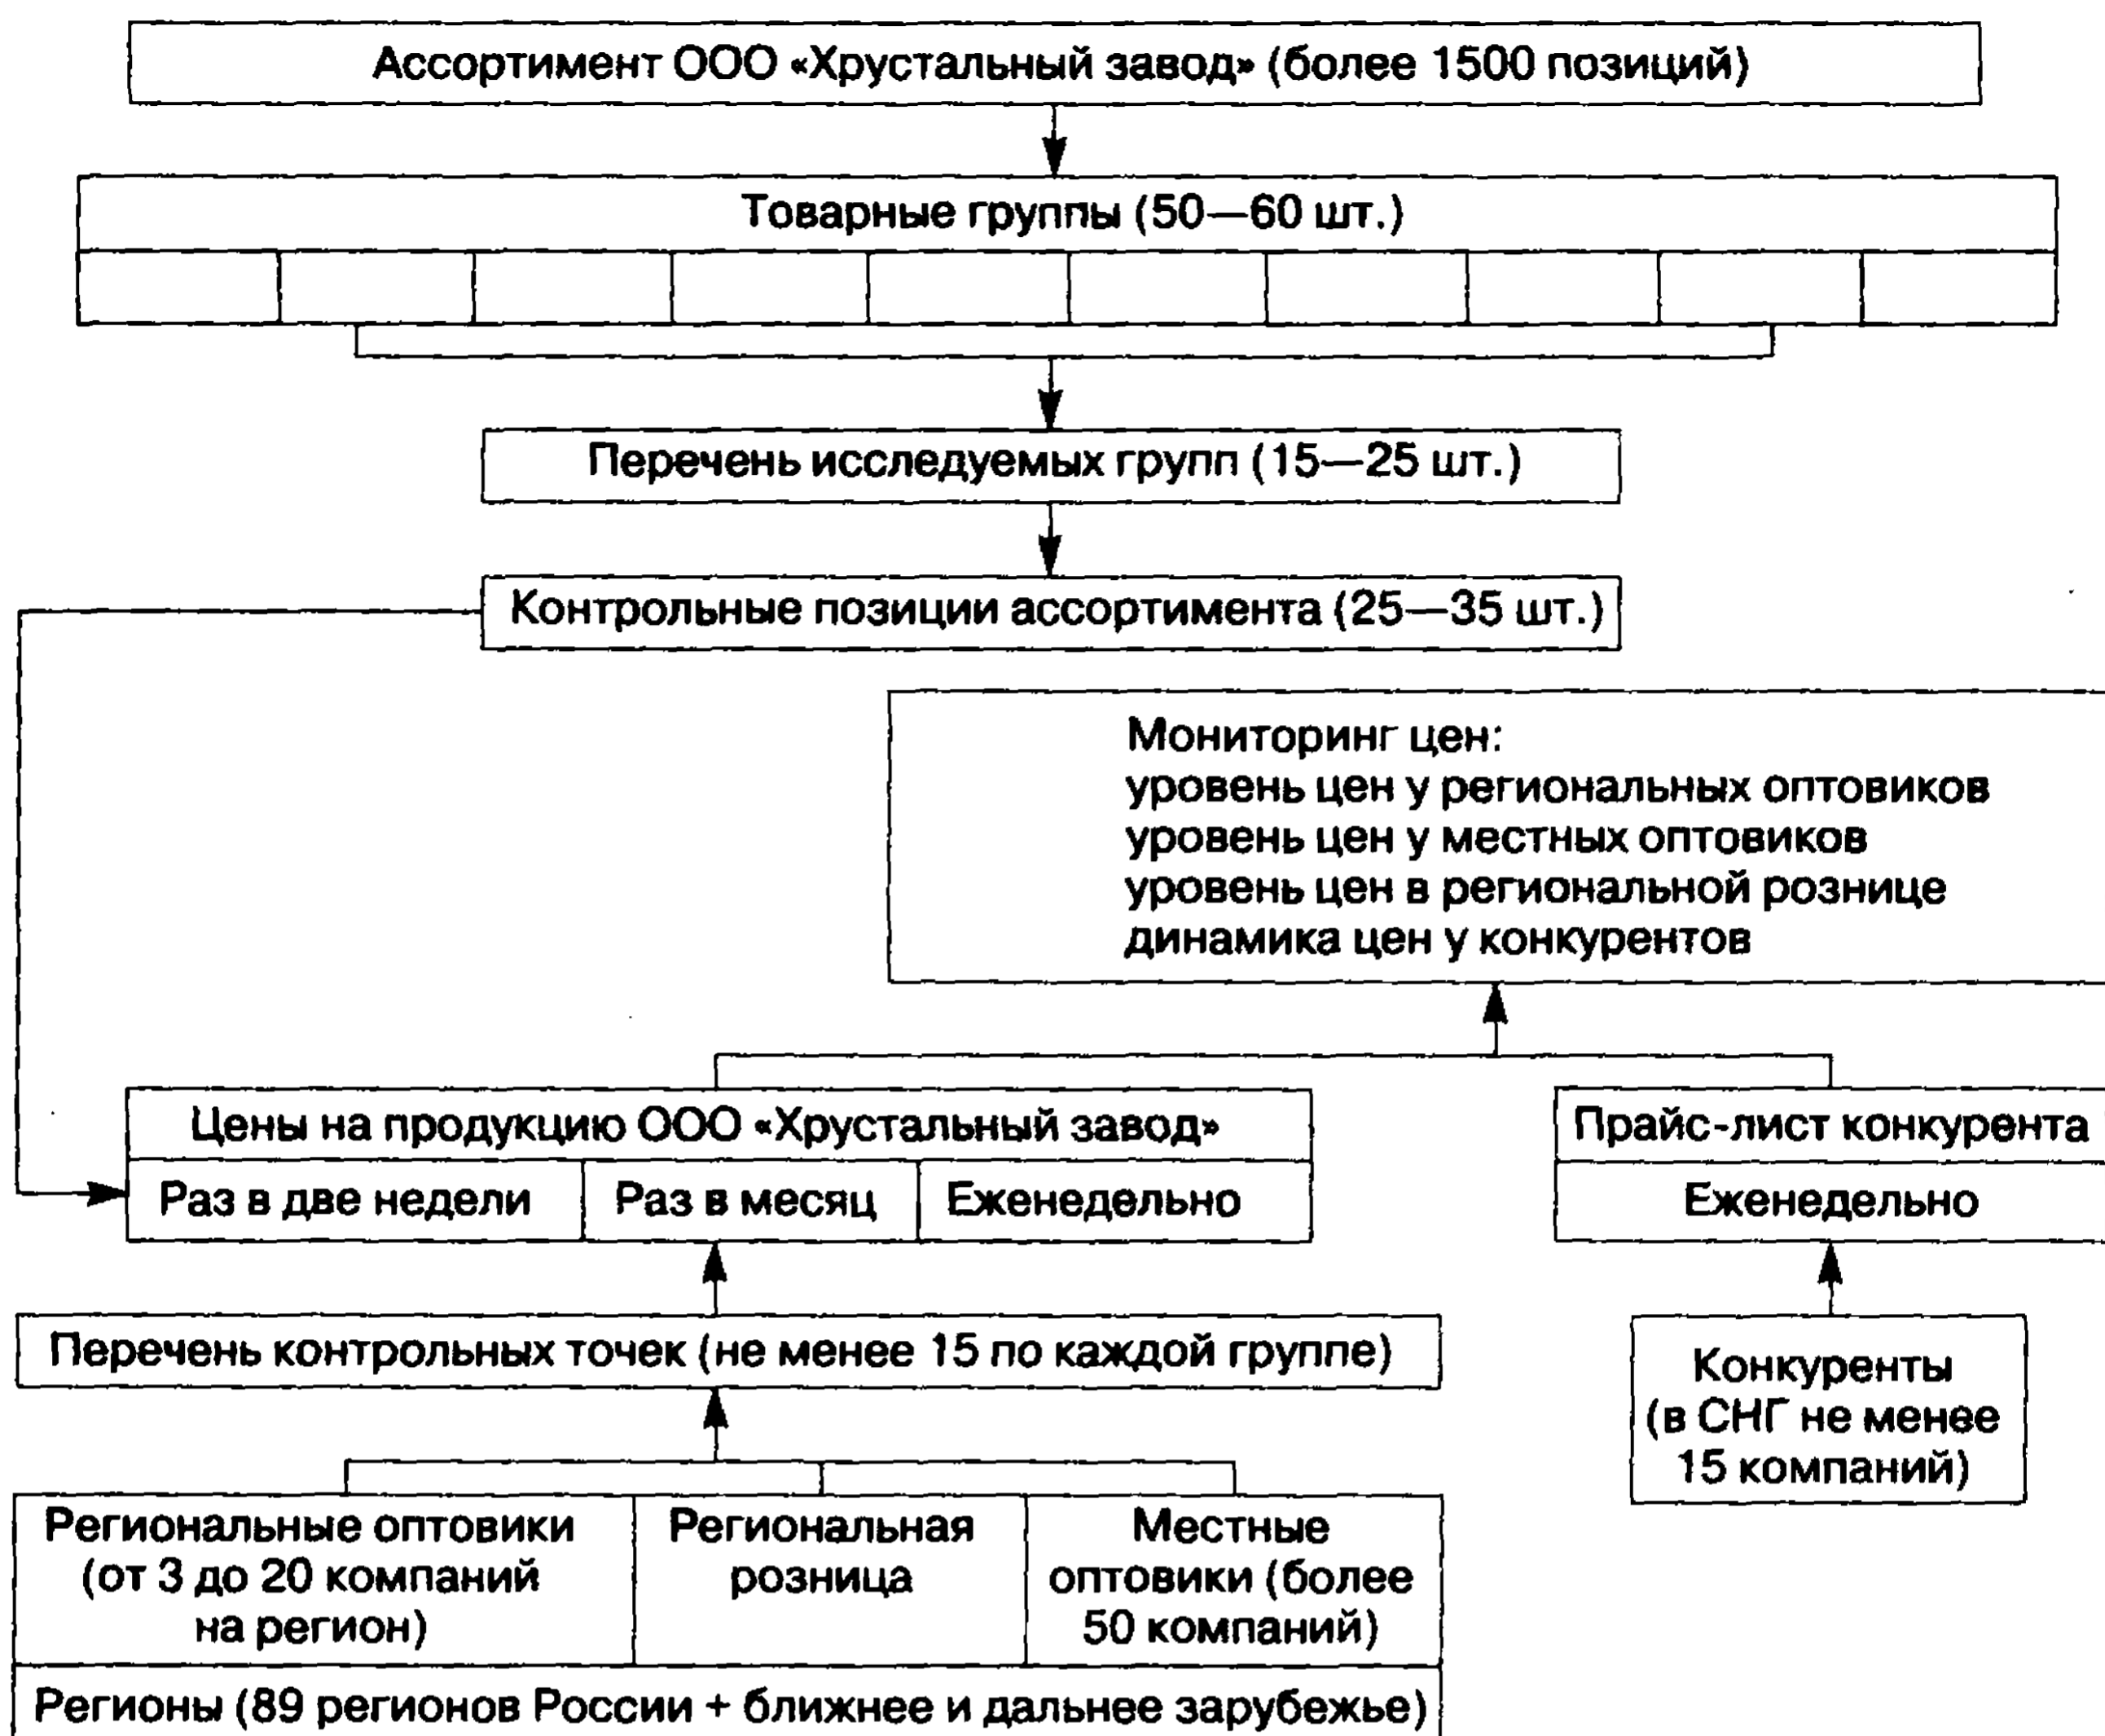 Ассортимент ООО «Хрустальный завод» (более 1500 позиций)
Товарные группы (50—60 шт.)
Перечень исследуемых групп (15—25 шт.)
Контрольные позиции ассортимента (25—35 шт.)
Мониторинг цен:
уровень цен у региональных оптовиков
уровень цен у местных оптовиков
уровень цен в региональной рознице
динамика цен у конкурентов
Цены на продукцию ООО «Хрустальный завод»
Раз в две недели
Раз в месяц
Еженедельно
Прайс-лист конкурента
Еженедельно
Перечень контрольных точек (не менее 15 по каждой группе)
Конкуренты
(в СНГ не менее
15 компаний)
Региональные оптовики
(от 3 до 20 компаний
на регион)
Региональная
розница
Местные
оптовики (более
50 компаний)
Регионы (89 регионов России + ближнее и дальнее зарубежье)